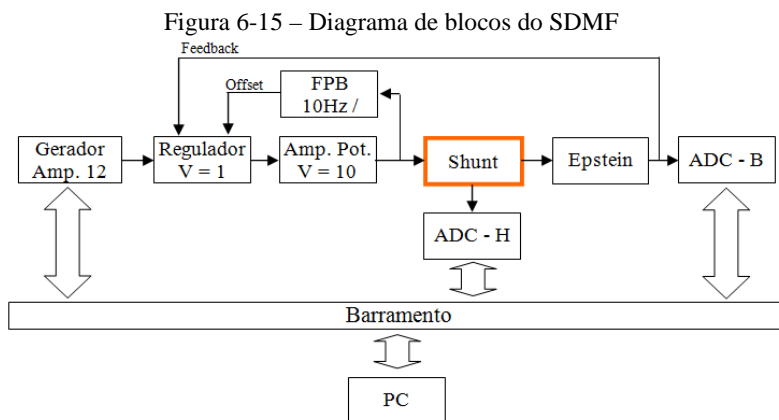 Figura 6-15 – Diagrama de blocos do SDMF
Feedback
Offset
FPB
10Hz /
Gerador
Amp. 12
Regulador
V = 1
Amp. Pot.
V = 10
Shunt
Epstein
ADC - B
ADC - H
Barramento
PC